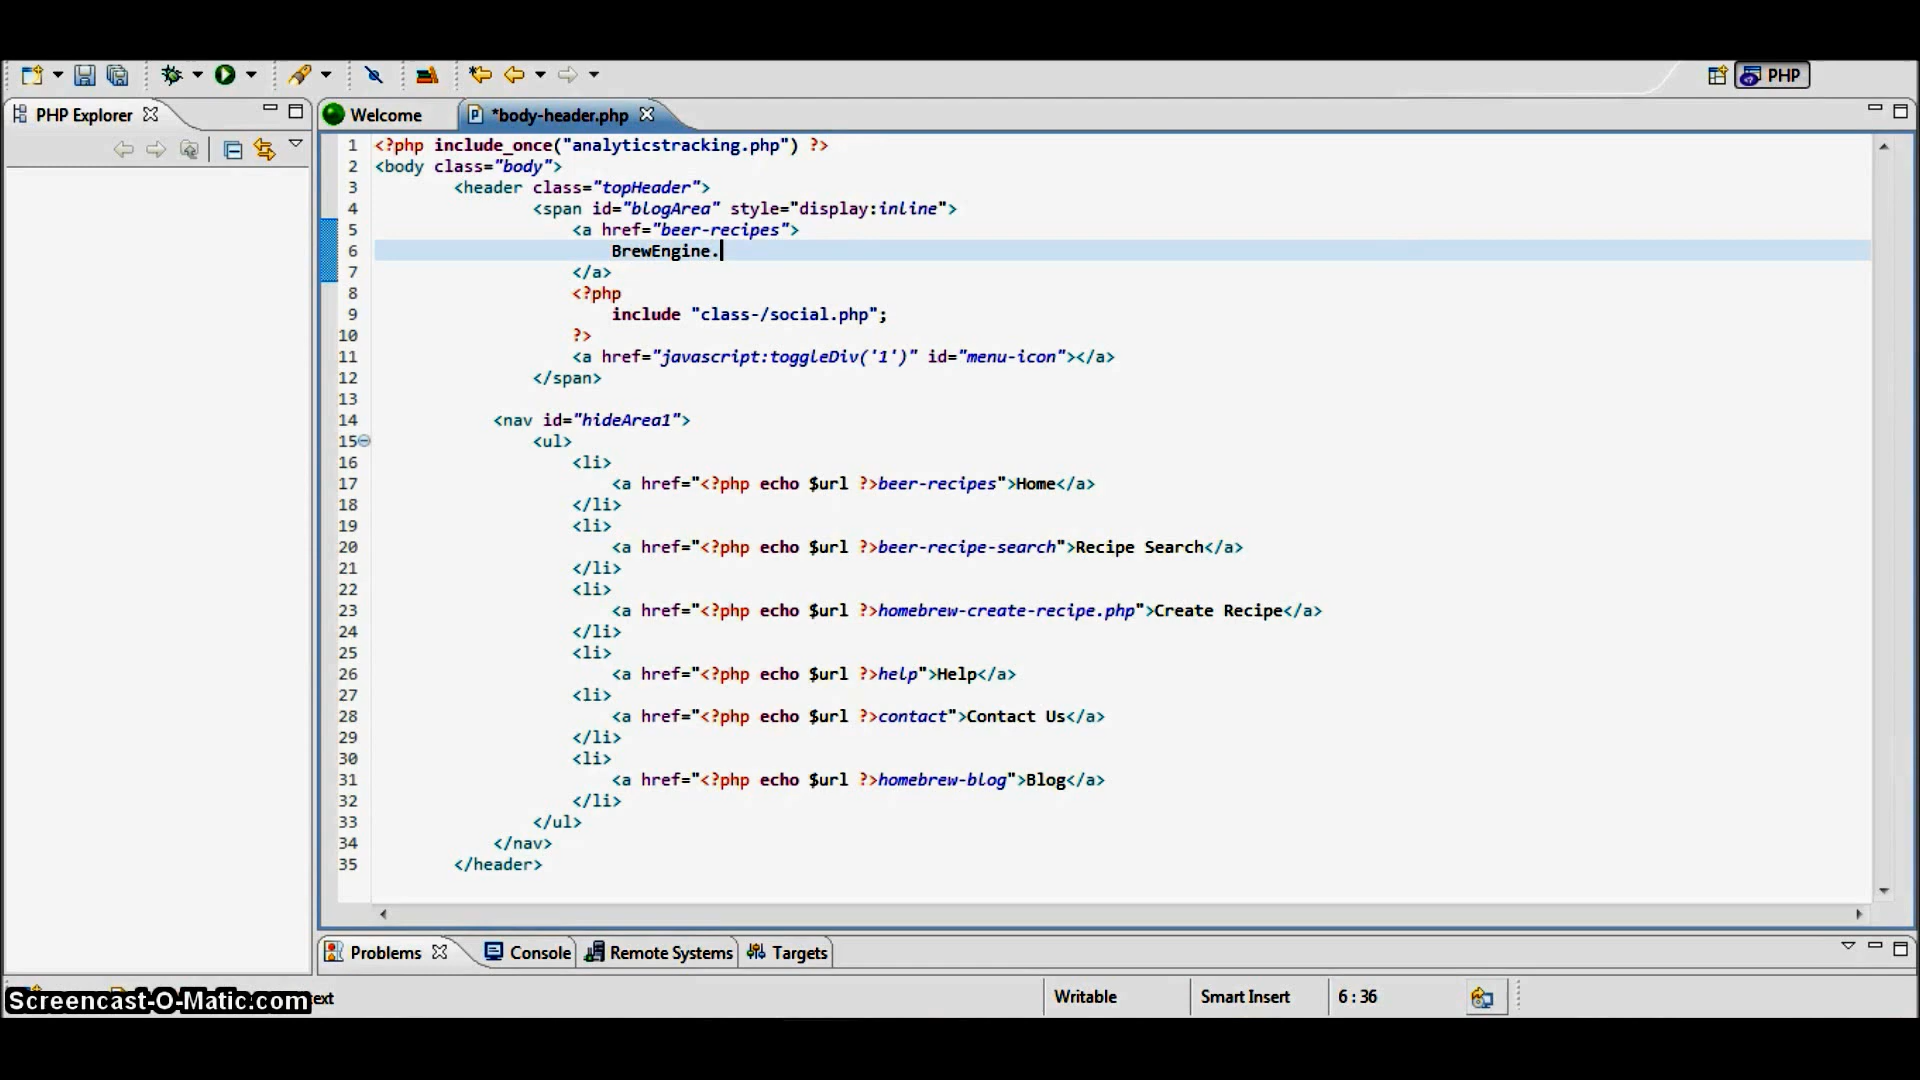 PHP
PHP Explorer
Welcome
*body-header.php
1 <?php include_once("analyticstracking.php") ?>
2 <body class="body">
3 <header class="topHeader">
4 <span id="blogArea" style="display:inline">
5 <a href="beer-recipes">
6 BrewEngine.
7 </a>
8 <?php
9 include "class-/social.php";
10 ?>
11 <a href="javascript:toggleDiv('1')" id="menu-icon"></a>
12 </span>
13
14 <nav id="hideArea1">
15 <ul>
16 <li>
17 <a href="<?php echo $url ?>beer-recipes">Home</a>
18 </li>
19 <li>
20 <a href="<?php echo $url ?>beer-recipe-search">Recipe Search</a>
21 </li>
22 <li>
23 <a href="<?php echo $url ?>homebrew-create-recipe.php">Create Recipe</a>
24 </li>
25 <li>
26 <a href="<?php echo $url ?>help">Help</a>
27 <li>
28 <a href="<?php echo $url ?>contact">Contact Us</a>
29 </li>
30 <li>
31 <a href="<?php echo $url ?>homebrew-blog">Blog</a>
32 </li>
33 </ul>
34 </nav>
35 </header>
Problems Console Remote Systems Targets
Screencast-O-Matic.com
Writable Smart Insert 6 : 36